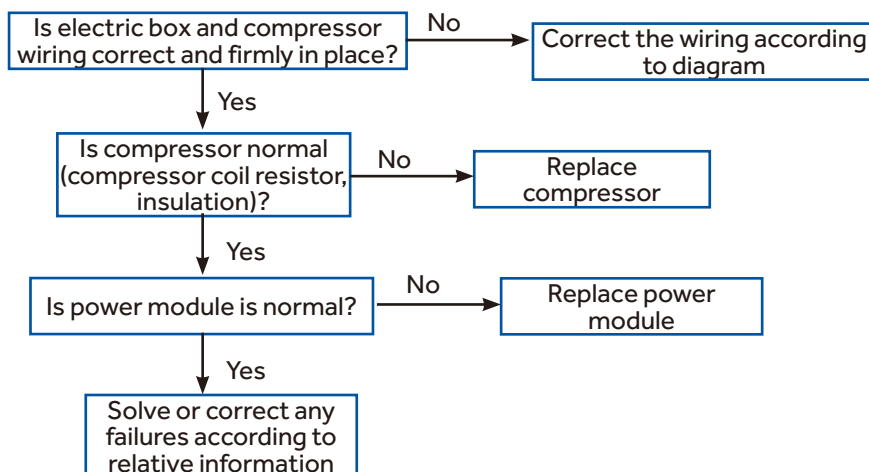 Is electric box and compressor
wiring correct and firmly in place?
No
Correct the wiring according
to diagram
Yes
Is compressor normal
(compressor coil resistor,
insulation)?
No
Replace
compressor
Yes
Is power module is normal?
No
Replace power
module
Yes
Solve or correct any
failures according to
relative information